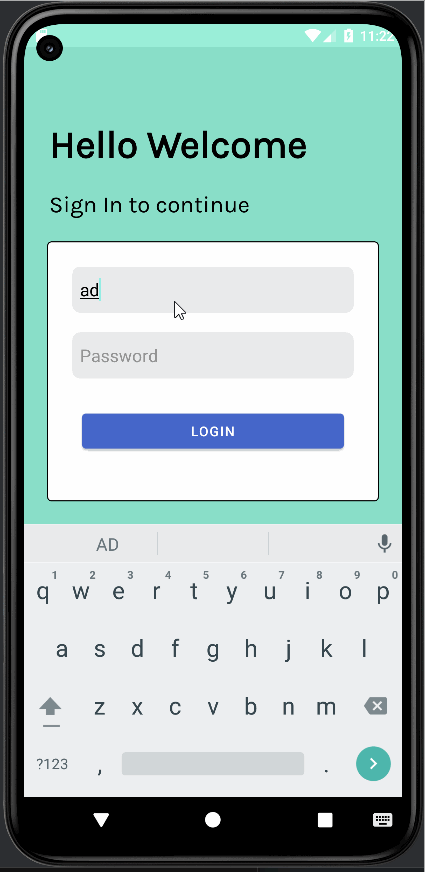 11:22
Hello Welcome
Sign In to continue
ad
Password
LOGIN
AD
1 2 3 4 5 6 7 8 9 0
q w e r t y u i o p
a s d f g h j k l
z x c v b n m
?123 , .